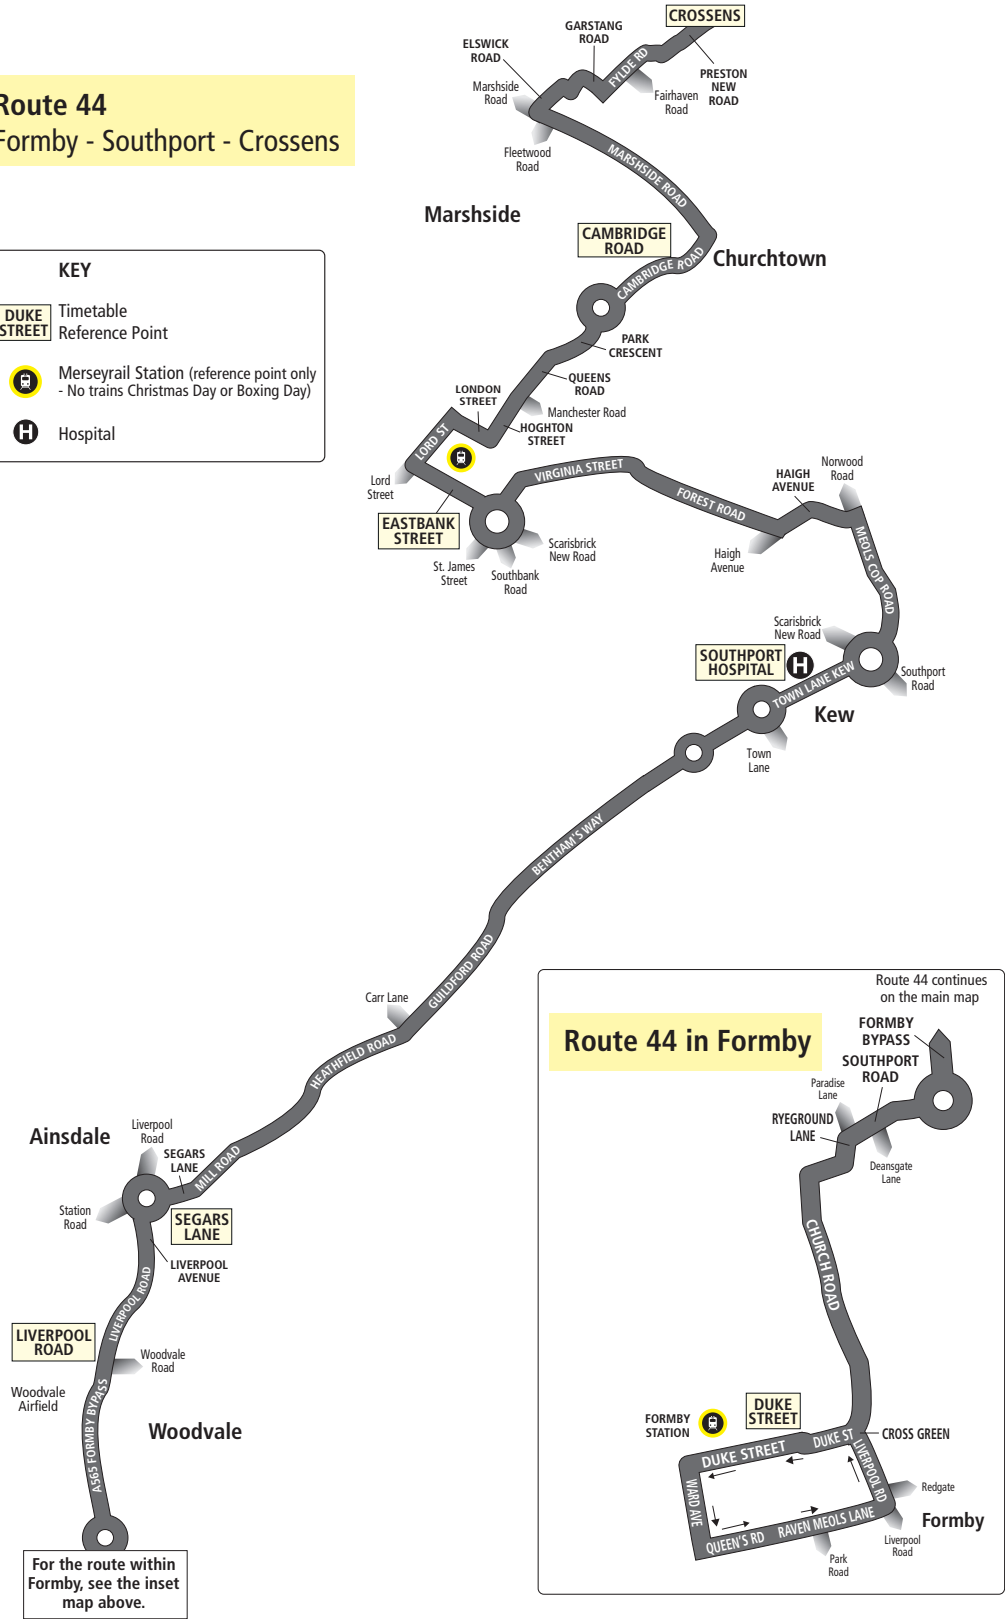 Route 44
Formby - Southport - Crossens
KEY
DUKE
STREET
Timetable
Reference Point
Merseyrail Station (reference point only
- No trains Christmas Day or Boxing Day)
H
Hospital
CROSSENS
GARSTANG
ROAD
ELSWICK
ROAD
FYLDE RD
PRESTON
NEW
ROAD
Marshside
Road
Fairhaven
Road
Fleetwood
Road
MARSHSIDE ROAD
Marshside
CAMBRIDGE
ROAD
CAMBRIDGE ROAD
Churchtown
PARK
CRESCENT
QUEENS
ROAD
LONDON
STREET
Manchester Road
HOGHTON
STREET
LORD ST
Lord
Street
EASTBANK
STREET
VIRGINIA STREET
FOREST ROAD
HAIGH
AVENUE
Norwood
Road
Scarisbrick
New Road
St. James
Street
Southbank
Road
Haigh
Avenue
MEOLS COP ROAD
Scarisbrick
New Road
SOUTHPORT
HOSPITAL
H
TOWN LANE KEW
Southport
Road
Kew
Town
Lane
BENTHAM'S WAY
GUILDFORD ROAD
Carr Lane
HEATHFIELD ROAD
Ainsdale
Liverpool
Road
SEGARS
LANE
MILL ROAD
Station
Road
SEGARS
LANE
LIVERPOOL
AVENUE
LIVERPOOL ROAD
LIVERPOOL
ROAD
Woodvale
Road
Woodvale
Airfield
A565 FORMBY BYPASS
Woodvale
For the route within
Formby, see the inset
map above.
Route 44 continues
on the main map
Route 44 in Formby
FORMBY
BYPASS
SOUTHPORT
ROAD
Paradise
Lane
RYEGROUND
LANE
Deansgate
Lane
CHURCH ROAD
FORMBY
STATION
DUKE
STREET
DUKE STREET
DUKE ST
CROSS GREEN
WARD AVE
LIVERPOOL RD
Redgate
QUEEN'S RD
RAVEN MEOLS LANE
Formby
Liverpool
Road
Park
Road